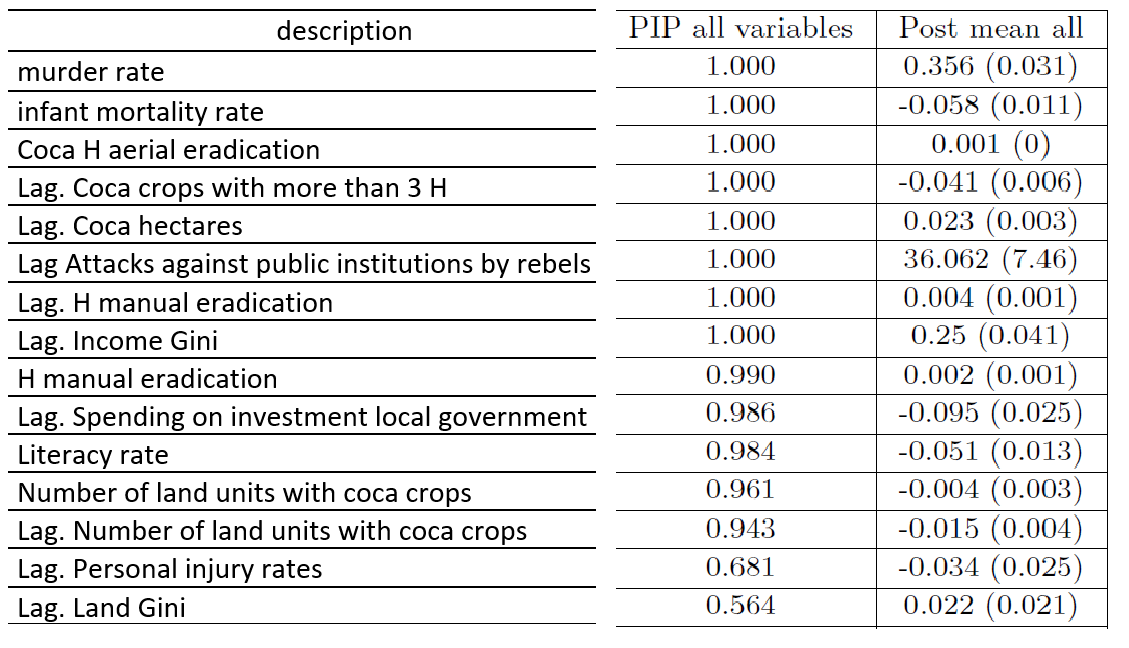 description PIP all variables Post mean all
murder rate 1.000 0.356 (0.031)
infant mortality rate 1.000 -0.058 (0.011)
Coca H aerial eradication 1.000 0.001 (0)
Lag. Coca crops with more than 3 H 1.000 -0.041 (0.006)
Lag. Coca hectares 1.000 0.023 (0.003)
Lag Attacks against public institutions by rebels 1.000 36.062 (7.46)
Lag. H manual eradication 1.000 0.004 (0.001)
Lag. Income Gini 1.000 0.25 (0.041)
H manual eradication 0.990 0.002 (0.001)
Lag. Spending on investment local government 0.986 -0.095 (0.025)
Literacy rate 0.984 -0.051 (0.013)
Number of land units with coca crops 0.961 -0.004 (0.003)
Lag. Number of land units with coca crops 0.943 -0.015 (0.004)
Lag. Personal injury rates 0.681 -0.034 (0.025)
Lag. Land Gini 0.564 0.022 (0.021)